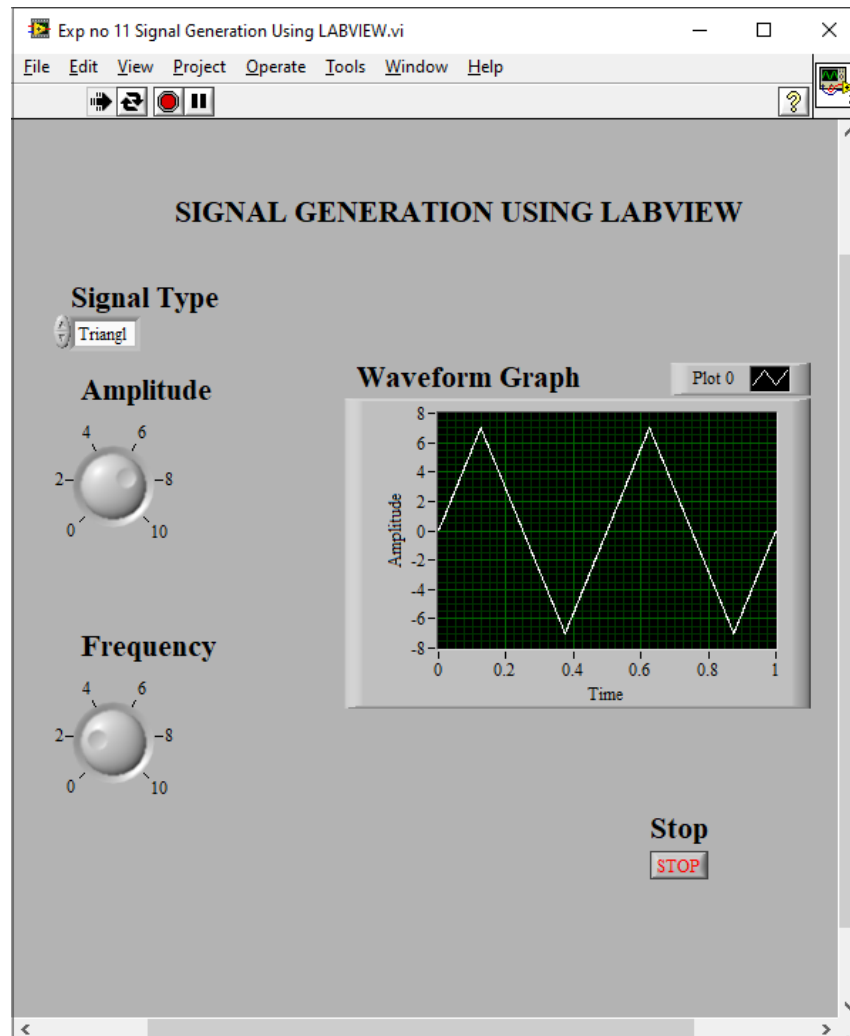 Exp no 11 Signal Generation Using LABVIEW.vi
File Edit View Project Operate Tools Window Help
SIGNAL GENERATION USING LABVIEW
Signal Type
Triangl
Amplitude
4 6
2 8
0 10
Waveform Graph
Plot 0
8
6
4
2
0
-2
-4
-6
-8
Amplitude
0 0.2 0.4 0.6 0.8 1
Time
Frequency
4 6
2 8
0 10
Stop
STOP